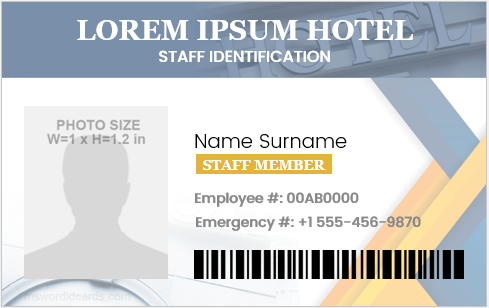 LOREM IPSUM HOTEL
STAFF IDENTIFICATION
PHOTO SIZE
W=1 x H=1.2 in
Name Surname
STAFF MEMBER
Employee #: 00AB0000
Emergency #: +1 555-456-9870
mswordidcards.com
HOTEL